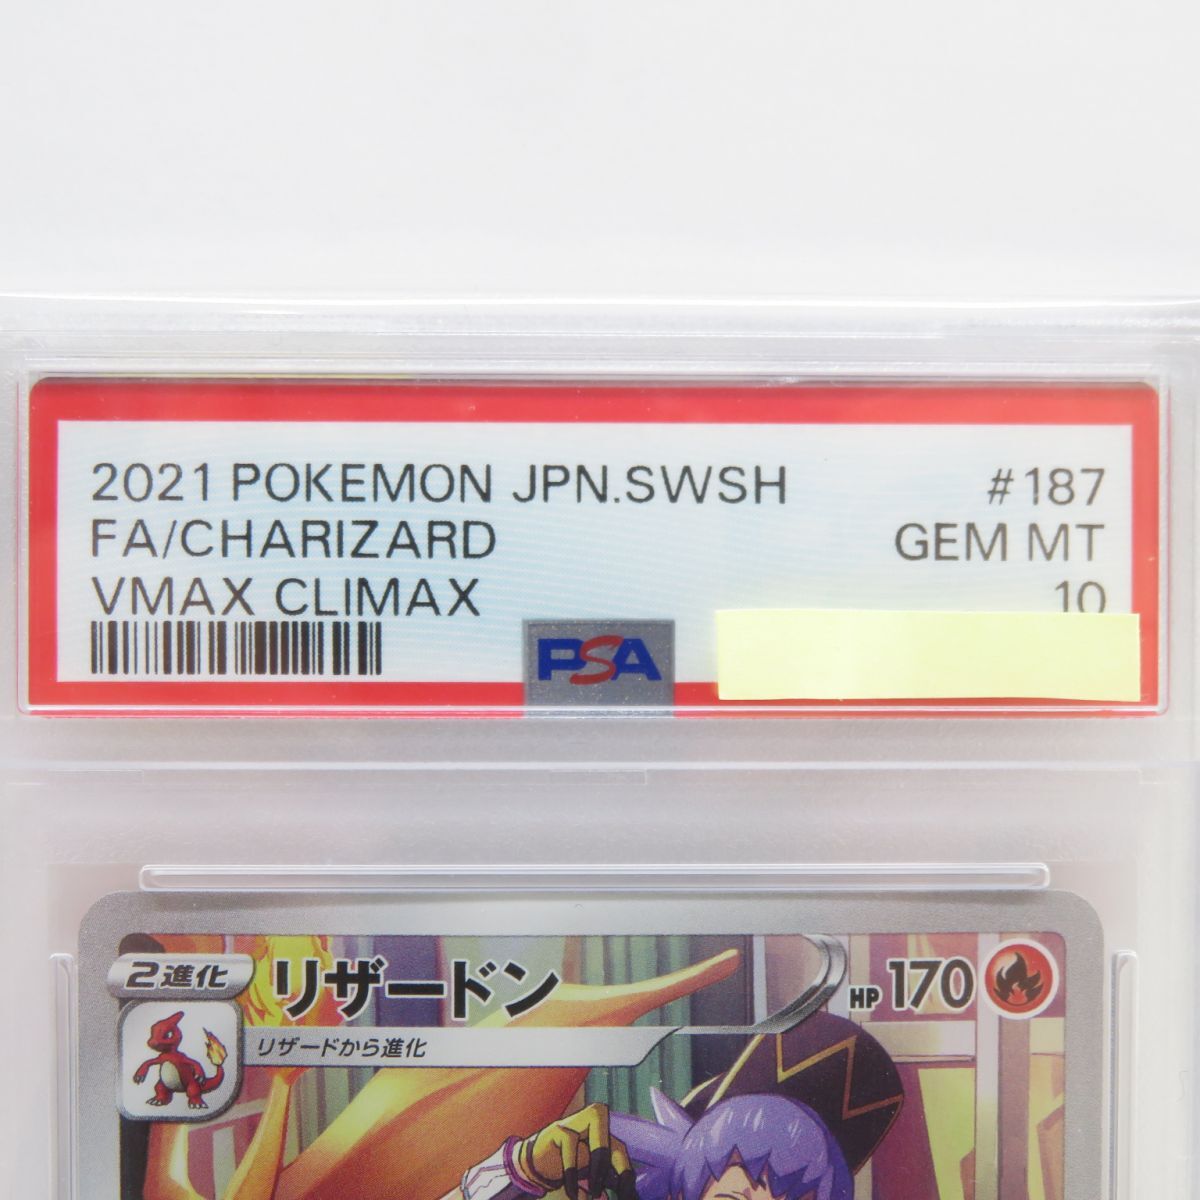 2021 POKEMON JPN.SWSH #187
FA/CHARIZARD GEM MT
VMAX CLIMAX 10
PSA
2進化 リザードン HP 170
リザードから進化